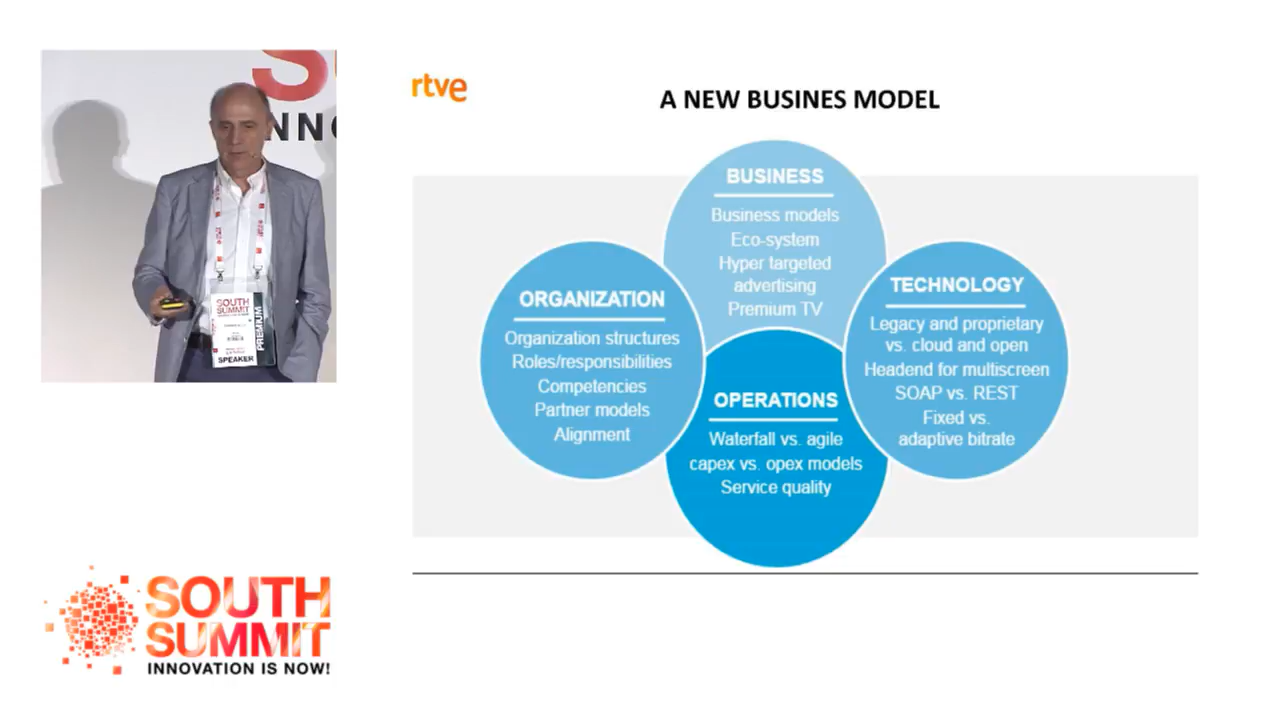 NNO
SOUTH
SUMMIT
PREMIUM
SPEAKER
rtve
A NEW BUSINES MODEL
BUSINESS
Business models
Eco-system
Hyper targeted
advertising
Premium TV
ORGANIZATION
Organization structures
Roles/responsibilities
Competencies
Partner models
Alignment
TECHNOLOGY
Legacy and proprietary
vs. cloud and open
Headend for multiscreen
SOAP vs. REST
Fixed vs.
adaptive bitrate
OPERATIONS
Waterfall vs. agile
capex vs. opex models
Service quality
SOUTH
SUMMIT
INNOVATION IS NOW!